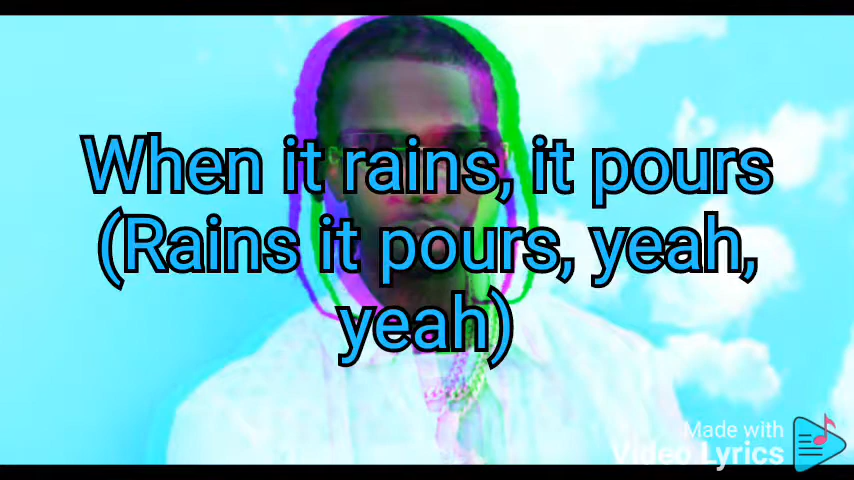 When it rains, it pours
(Rains it pours, yeah,
yeah)
Made with
Video Lyrics